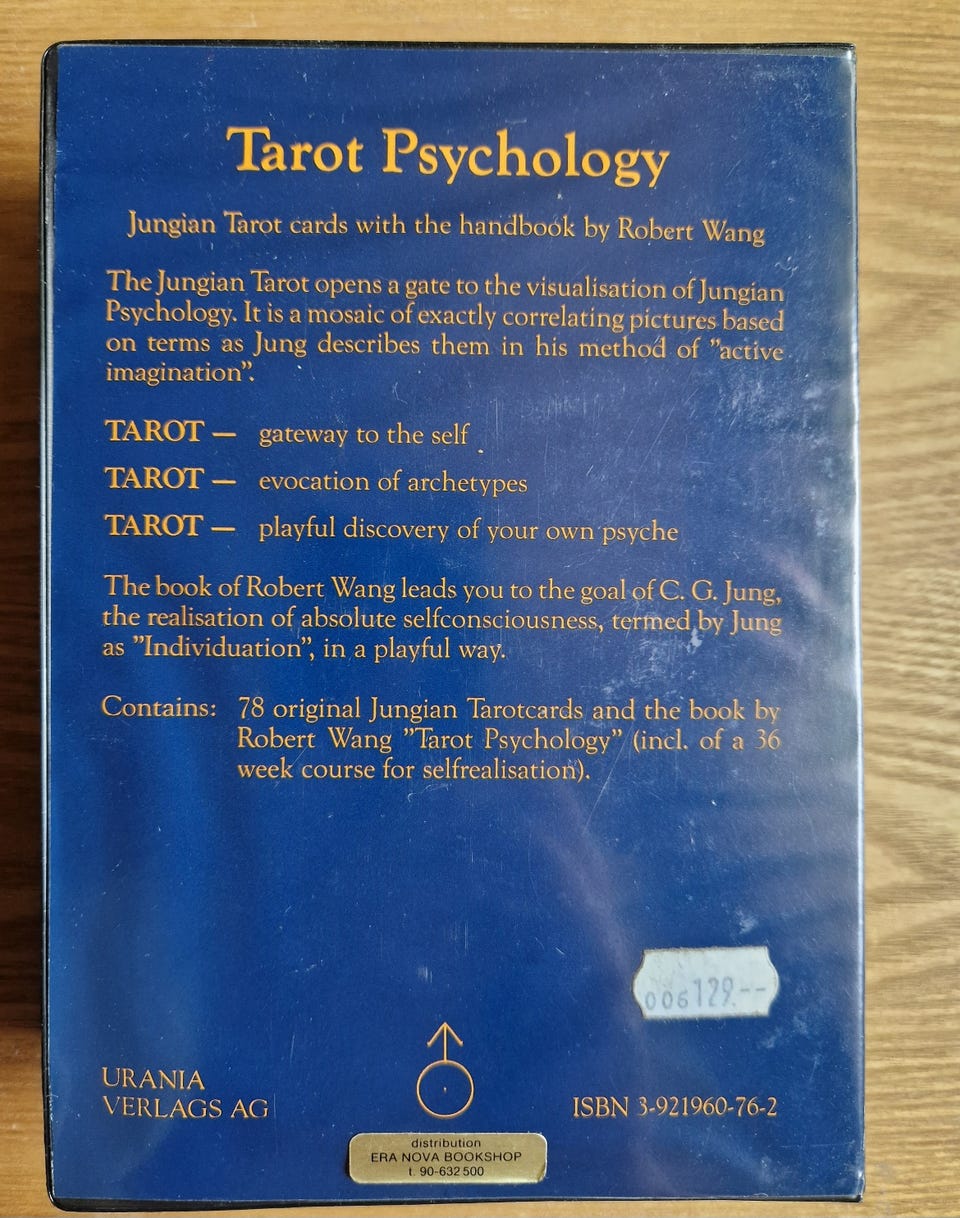 Tarot Psychology
Jungian Tarot cards with the handbook by Robert Wang
The Jungian Tarot opens a gate to the visualisation of Jungian
Psychology. It is a mosaic of exactly correlating pictures based
on terms as Jung describes them in his method of ”active
imagination”.
TAROT — gateway to the self
TAROT — evocation of archetypes
TAROT — playful discovery of your own psyche
The book of Robert Wang leads you to the goal of C. G. Jung,
the realisation of absolute selfconsciousness, termed by Jung
as ”Individuation”, in a playful way.
Contains: 78 original Jungian Tarotcards and the book by
Robert Wang ”Tarot Psychology” (incl. of a 36
week course for selfrealisation).
006 129.--
URANIA
VERLAGS AG
ISBN 3-921960-76-2
distribution
ERA NOVA BOOKSHOP
t. 90-632 500